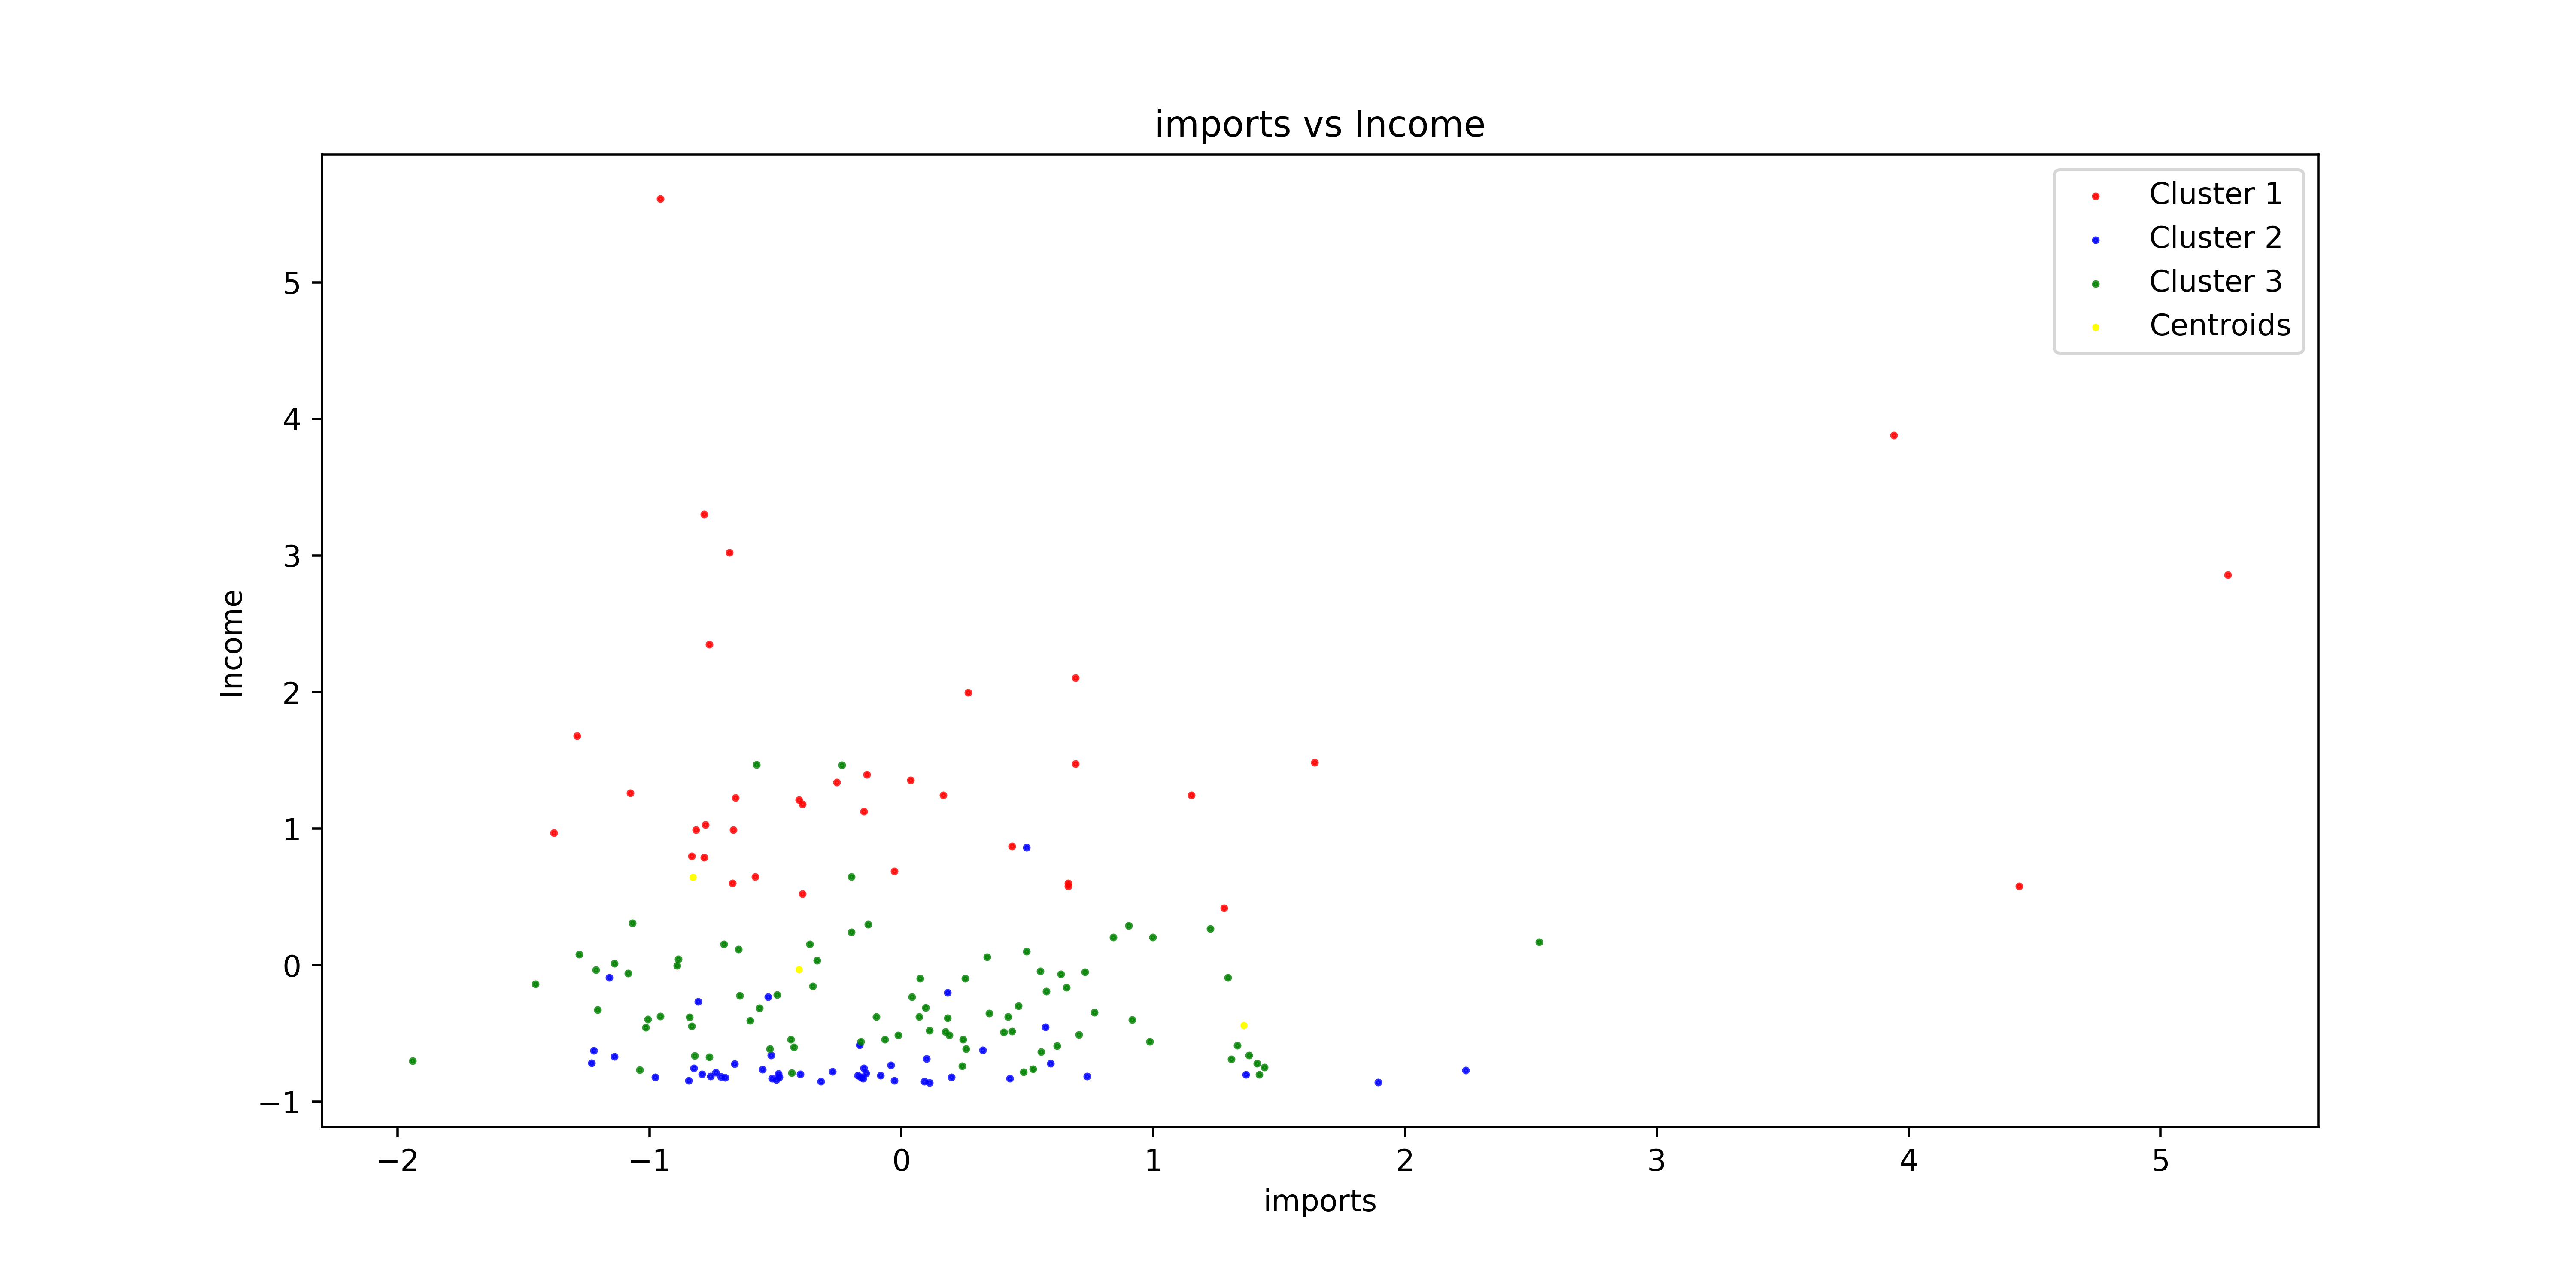 imports vs Income
Cluster 1
Cluster 2
Cluster 3
Centroids
5
4
3
2
1
0
−1
Income
−2 −1 0 1 2 3 4 5
imports